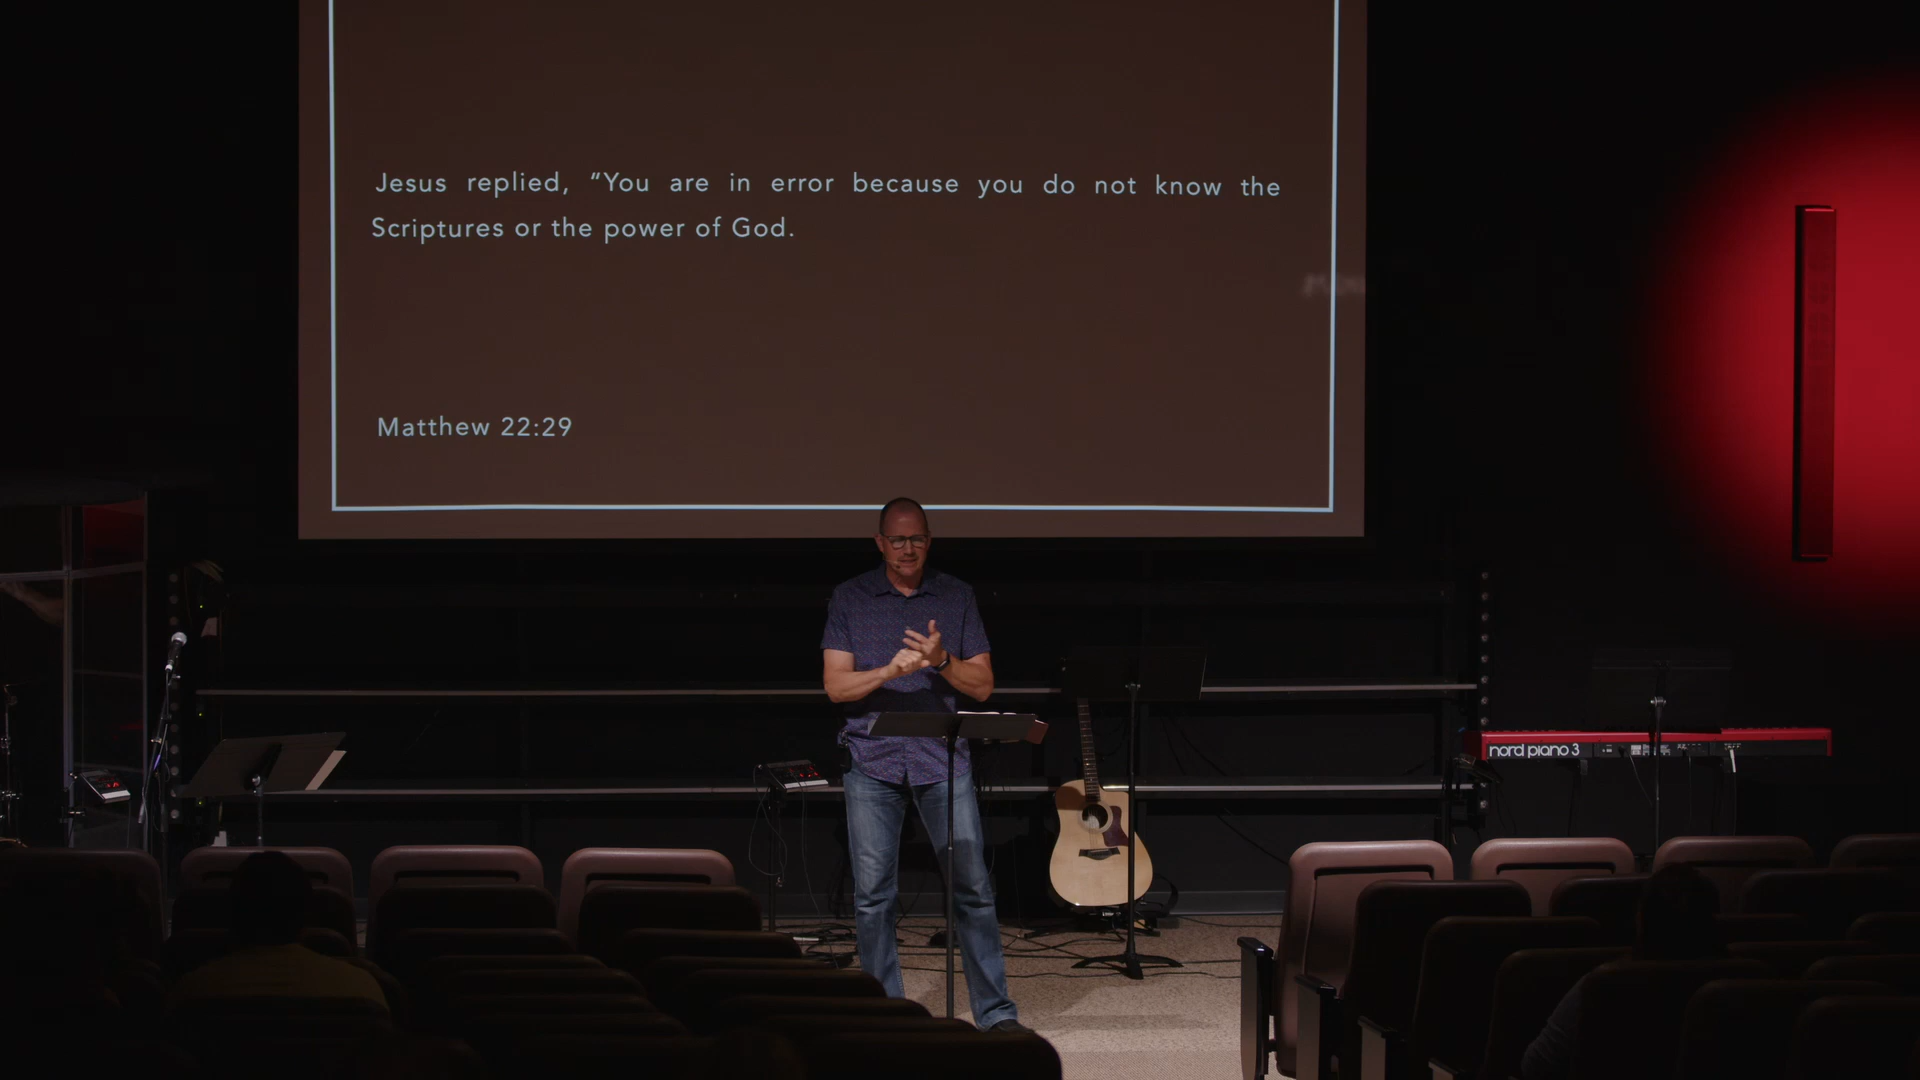 Jesus replied, “You are in error because you do not know the
Scriptures or the power of God.
Matthew 22:29
nord piano 3